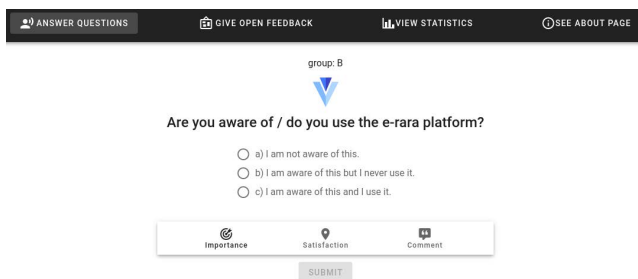 ANSWER QUESTIONS GIVE OPEN FEEDBACK VIEW STATISTICS SEE ABOUT PAGE
group: B
Are you aware of / do you use the e-rara platform?
a) I am not aware of this.
b) I am aware of this but I never use it.
c) I am aware of this and I use it.
Importance Satisfaction Comment
SUBMIT